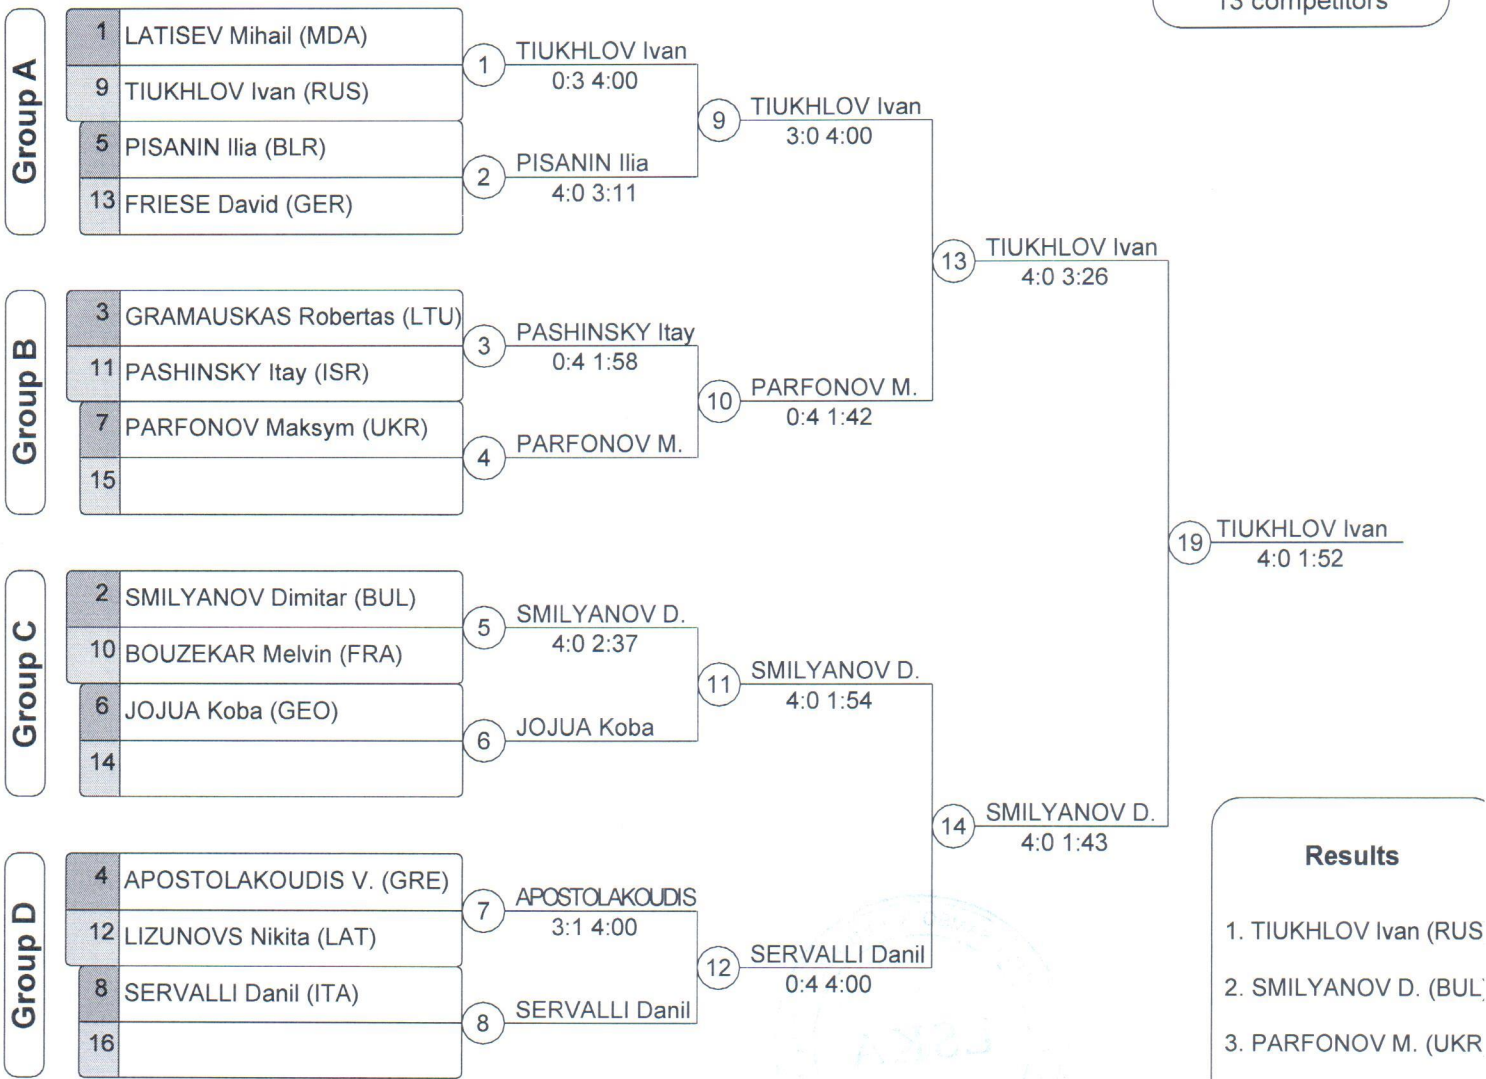 13 competitors
Group A
1 LATISEV Mihail (MDA)
9 TIUKHLOV Ivan (RUS)
5 PISANIN Ilia (BLR)
13 FRIESE David (GER)
1 TIUKHLOV Ivan
0:3 4:00
2 PISANIN Ilia
4:0 3:11
9 TIUKHLOV Ivan
3:0 4:00
Group B
3 GRAMAUSKAS Robertas (LTU)
11 PASHINSKY Itay (ISR)
7 PARFONOV Maksym (UKR)
15
3 PASHINSKY Itay
0:4 1:58
4 PARFONOV M.
10 PARFONOV M.
0:4 1:42
13 TIUKHLOV Ivan
4:0 3:26
Group C
2 SMILYANOV Dimitar (BUL)
10 BOUZEKAR Melvin (FRA)
6 JOJUA Koba (GEO)
14
5 SMILYANOV D.
4:0 2:37
6 JOJUA Koba
11 SMILYANOV D.
4:0 1:54
Group D
4 APOSTOLAKOUDIS V. (GRE)
12 LIZUNOVS Nikita (LAT)
8 SERVALLI Danil (ITA)
16
7 APOSTOLAKOUDIS
3:1 4:00
8 SERVALLI Danil
12 SERVALLI Danil
0:4 4:00
14 SMILYANOV D.
4:0 1:43
19 TIUKHLOV Ivan
4:0 1:52
Results
1. TIUKHLOV Ivan (RUS
2. SMILYANOV D. (BUL)
3. PARFONOV M. (UKR